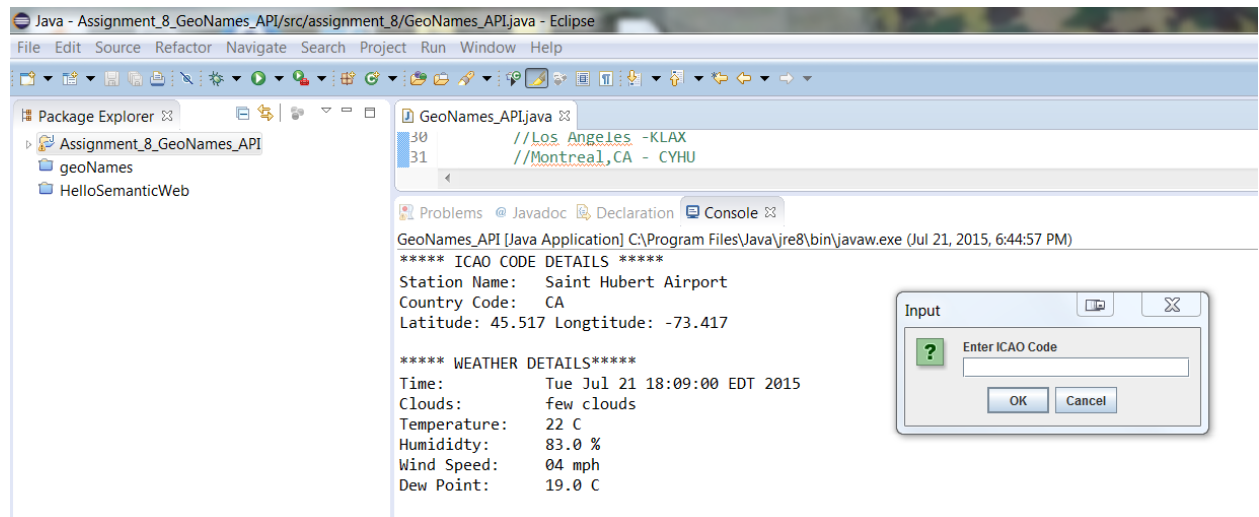 Java - Assignment_8_GeoNames_API/src/assignment_8/GeoNames_API.java - Eclipse
File Edit Source Refactor Navigate Search Project Run Window Help
Package Explorer
Assignment_8_GeoNames_API
geoNames
HelloSemanticWeb
GeoNames_API.java
30 //Los Angeles -KLAX
31 //Montreal,CA - CYHU
Problems @ Javadoc Declaration Console
GeoNames_API [Java Application] C:\Program Files\Java\jre8\bin\javaw.exe (Jul 21, 2015, 6:44:57 PM)
***** ICAO CODE DETAILS *****
Station Name: Saint Hubert Airport
Country Code: CA
Latitude: 45.517 Longtitude: -73.417
***** WEATHER DETAILS*****
Time: Tue Jul 21 18:09:00 EDT 2015
Clouds: few clouds
Temperature: 22 C
Humididty: 83.0 %
Wind Speed: 04 mph
Dew Point: 19.0 C
Input
?
Enter ICAO Code
OK Cancel